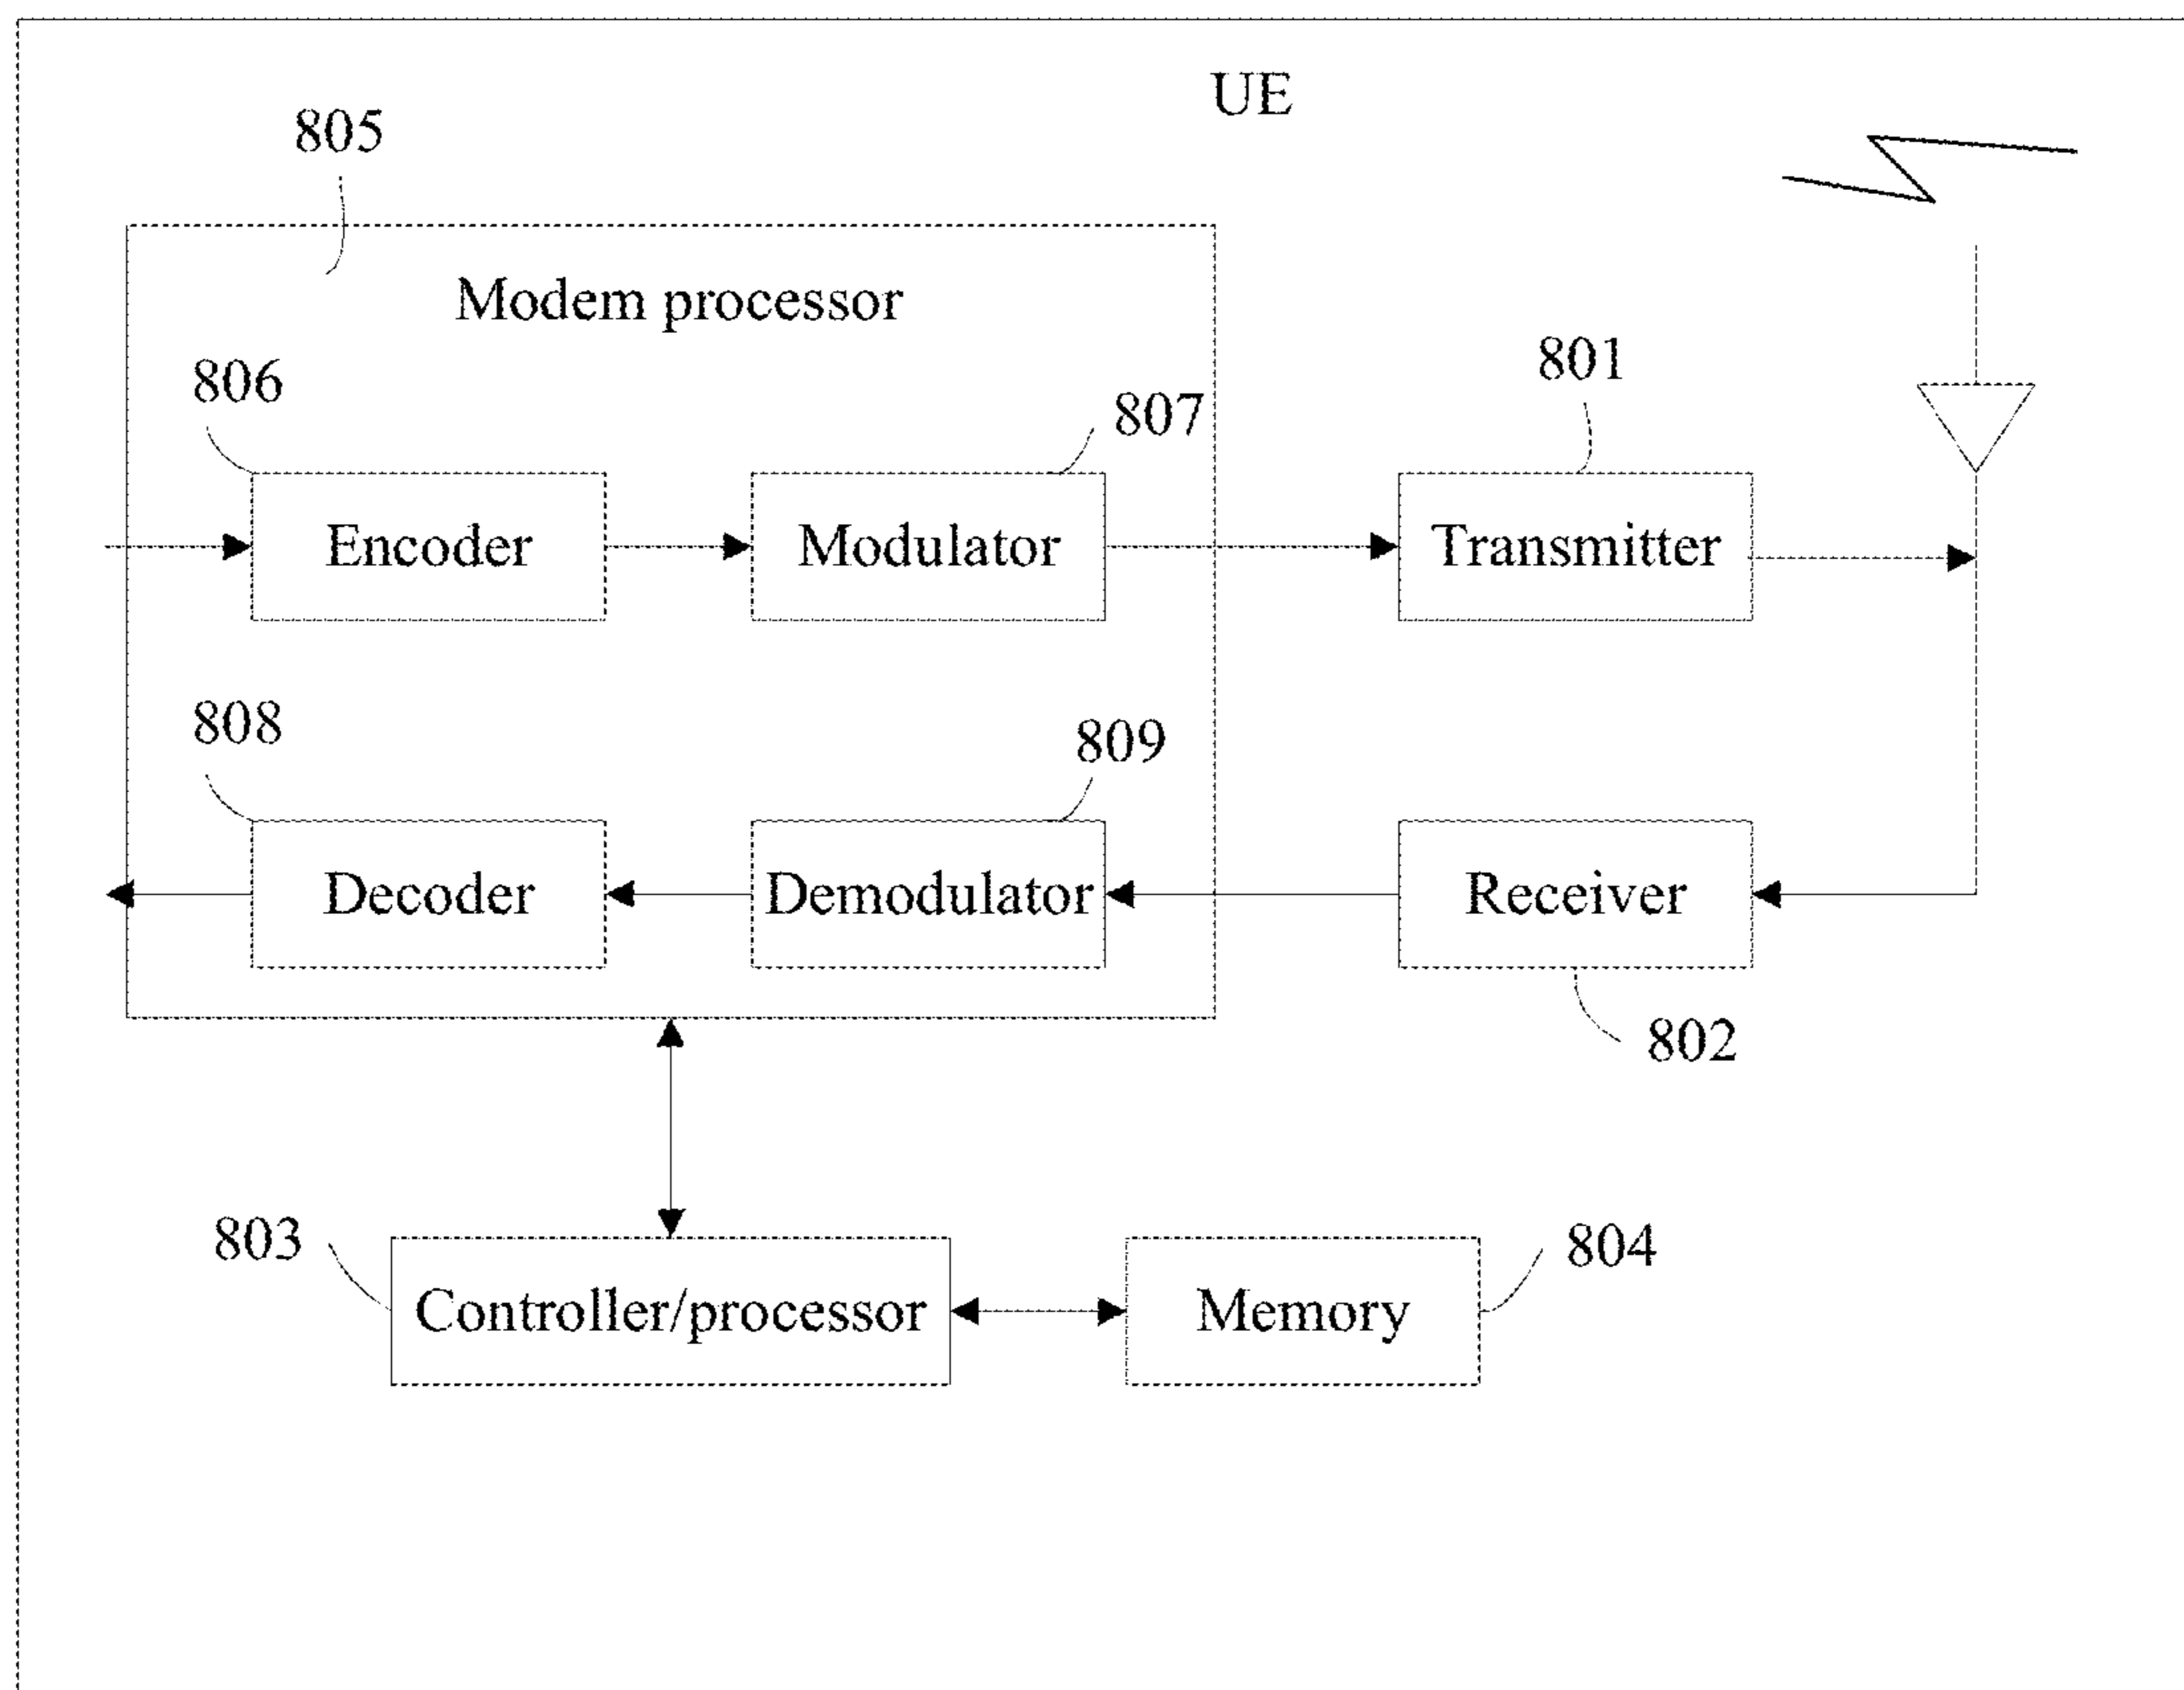 UE
805
Modem processor
806
807
801
Encoder
Modulator
Transmitter
808
809
Decoder
Demodulator
Receiver
802
803
804
Controller/processor
Memory